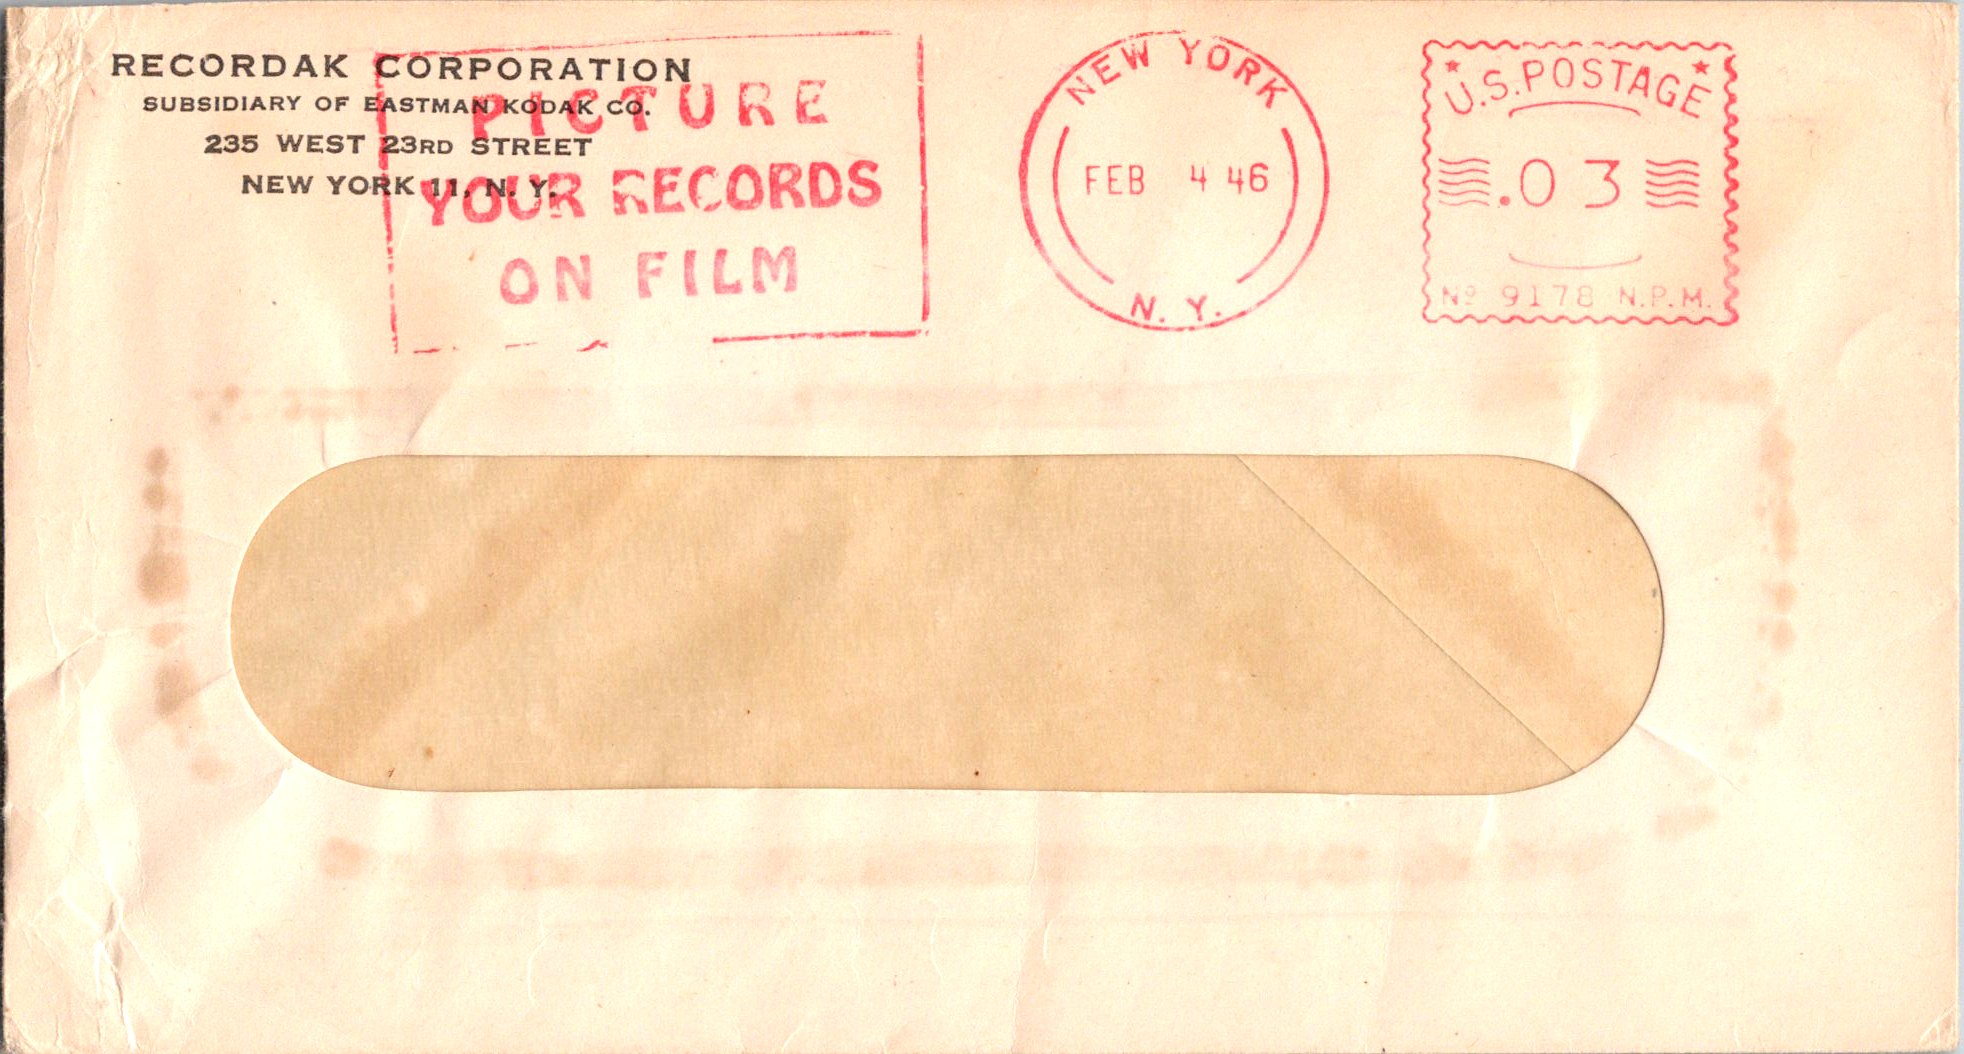 RECORDAK CORPORATION
SUBSIDIARY OF EASTMAN KODAK CO.
235 WEST 23RD STREET
NEW YORK 11, N. Y.
PICTURE
YOUR RECORDS
ON FILM
NEW YORK
FEB 4 46
N. Y.
U.S. POSTAGE
.03
Nº 9178 N.P.M.